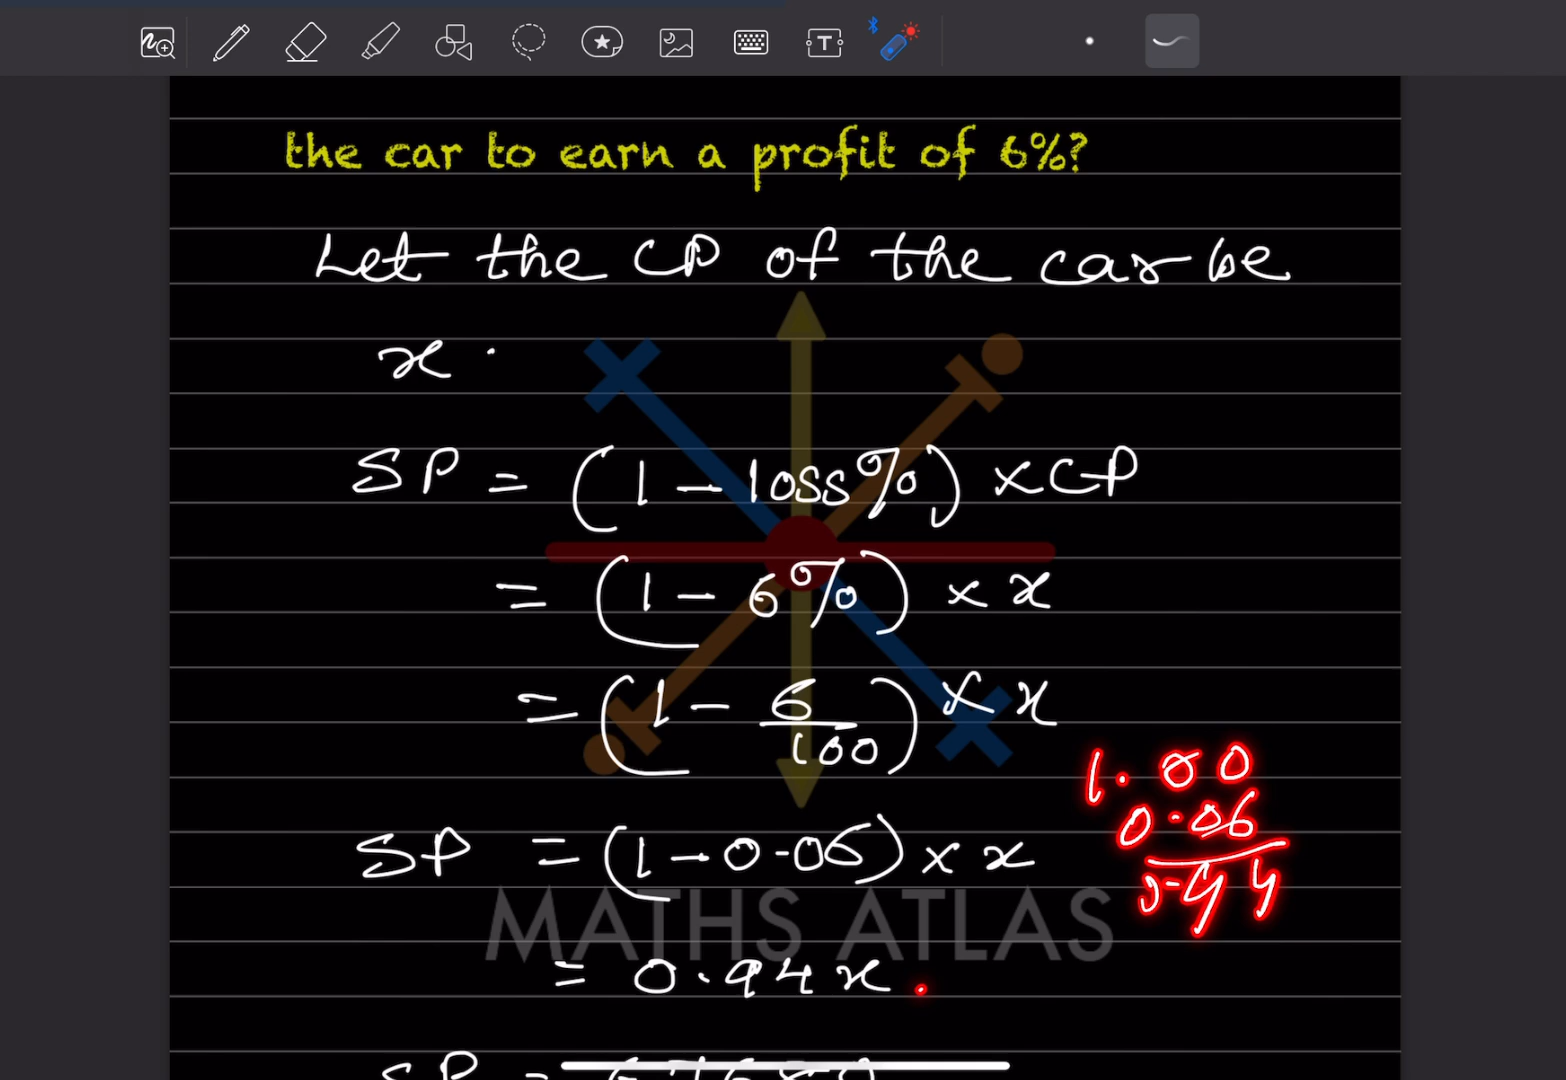 the car to earn a profit of 6%?
Let the CP of the car be
x.
SP = (1 - loss%) × CP
= (1 - 6%) × x
= (1 - 6/100) × x
1.00
0.06
0.94
SP = (1 - 0.06) × x
MATHS ATLAS
= 0.94x.
SP =